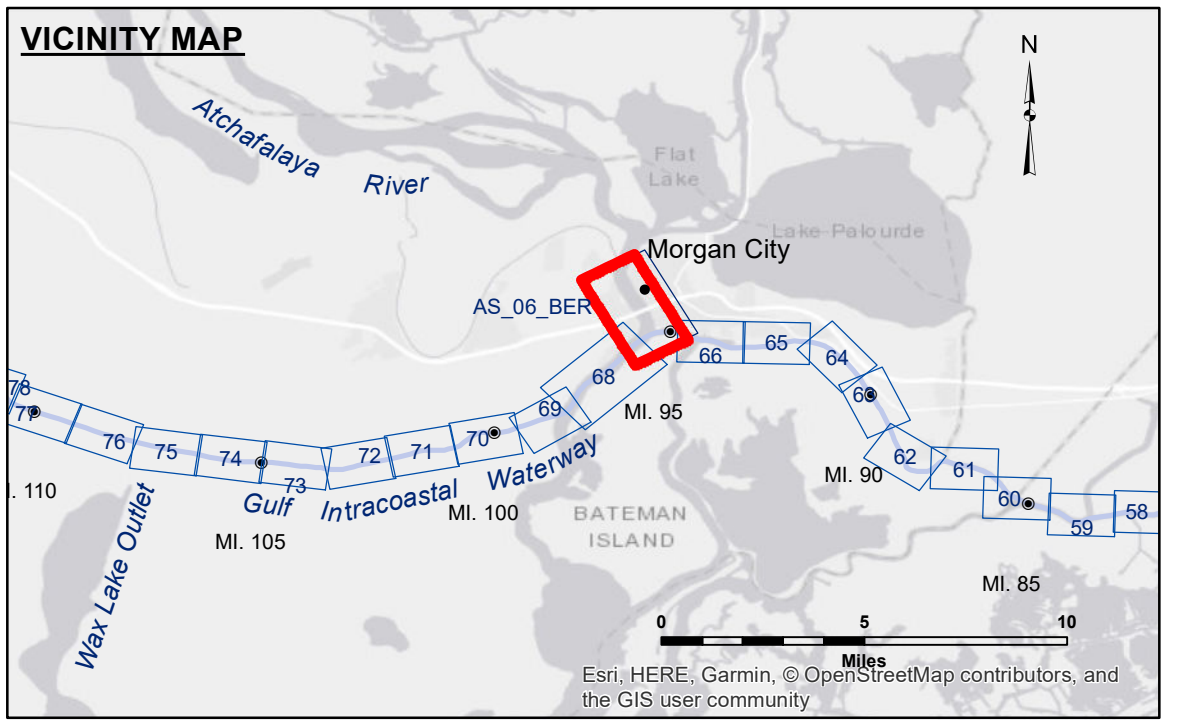 VICINITY MAP
N
Atchafalaya
River
Flat
Lake
Lake Palourde
Morgan City
AS_06_BER
66
65
64
63
62
61
60
59
58
68
69
70
71
72
73
74
75
76
77
78
MI. 95
MI. 90
MI. 85
MI. 100
MI. 105
I. 110
Gulf Intracoastal Waterway
Wax Lake Outlet
BATEMAN
ISLAND
0 5 10
Miles
Esri, HERE, Garmin, © OpenStreetMap contributors, and
the GIS user community